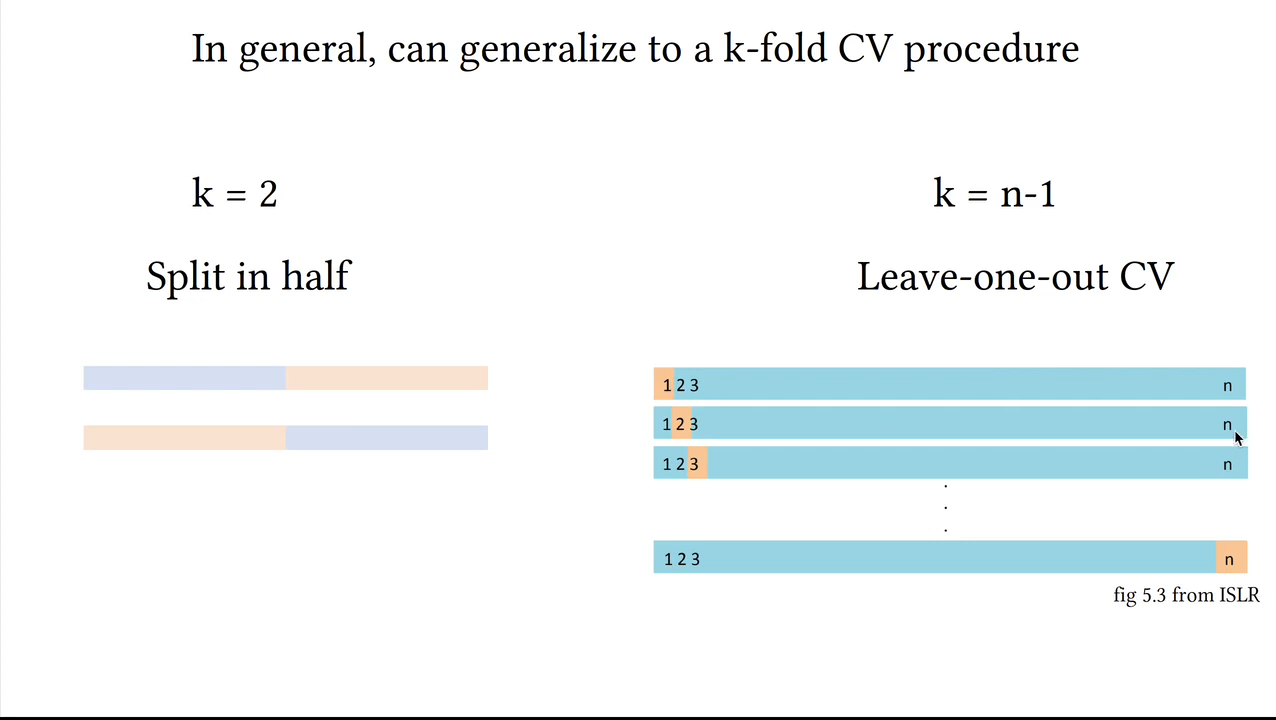 In general, can generalize to a k-fold CV procedure
k = 2
Split in half
k = n-1
Leave-one-out CV
1 2 3 n
1 2 3 n
1 2 3 n
1 2 3 n
fig 5.3 from ISLR